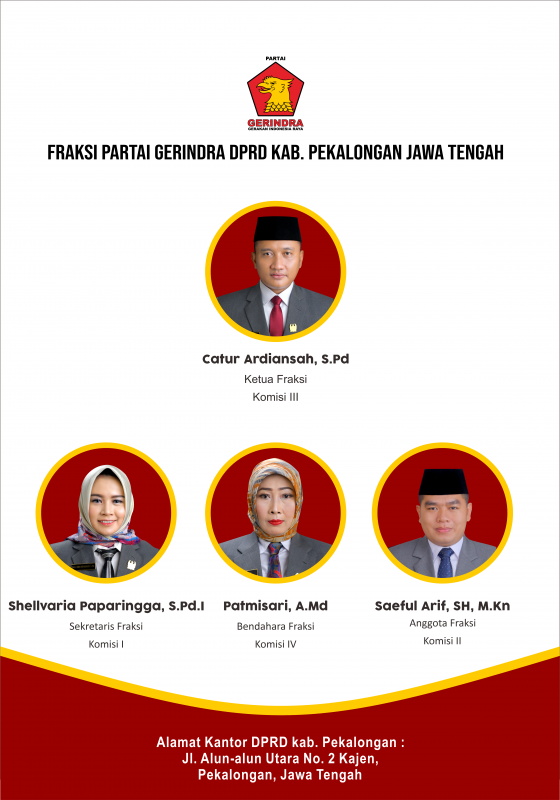 PARTAI
GERINDRA
GERAKAN INDONESIA RAYA
FRAKSI PARTAI GERINDRA DPRD KAB. PEKALONGAN JAWA TENGAH
Catur Ardiansah, S.Pd
Ketua Fraksi
Komisi III
Shellvaria Paparingga, S.Pd.I
Sekretaris Fraksi
Komisi I
Patmisari, A.Md
Bendahara Fraksi
Komisi IV
Saeful Arif, SH, M.Kn
Anggota Fraksi
Komisi II
Alamat Kantor DPRD kab. Pekalongan :
Jl. Alun-alun Utara No. 2 Kajen,
Pekalongan, Jawa Tengah